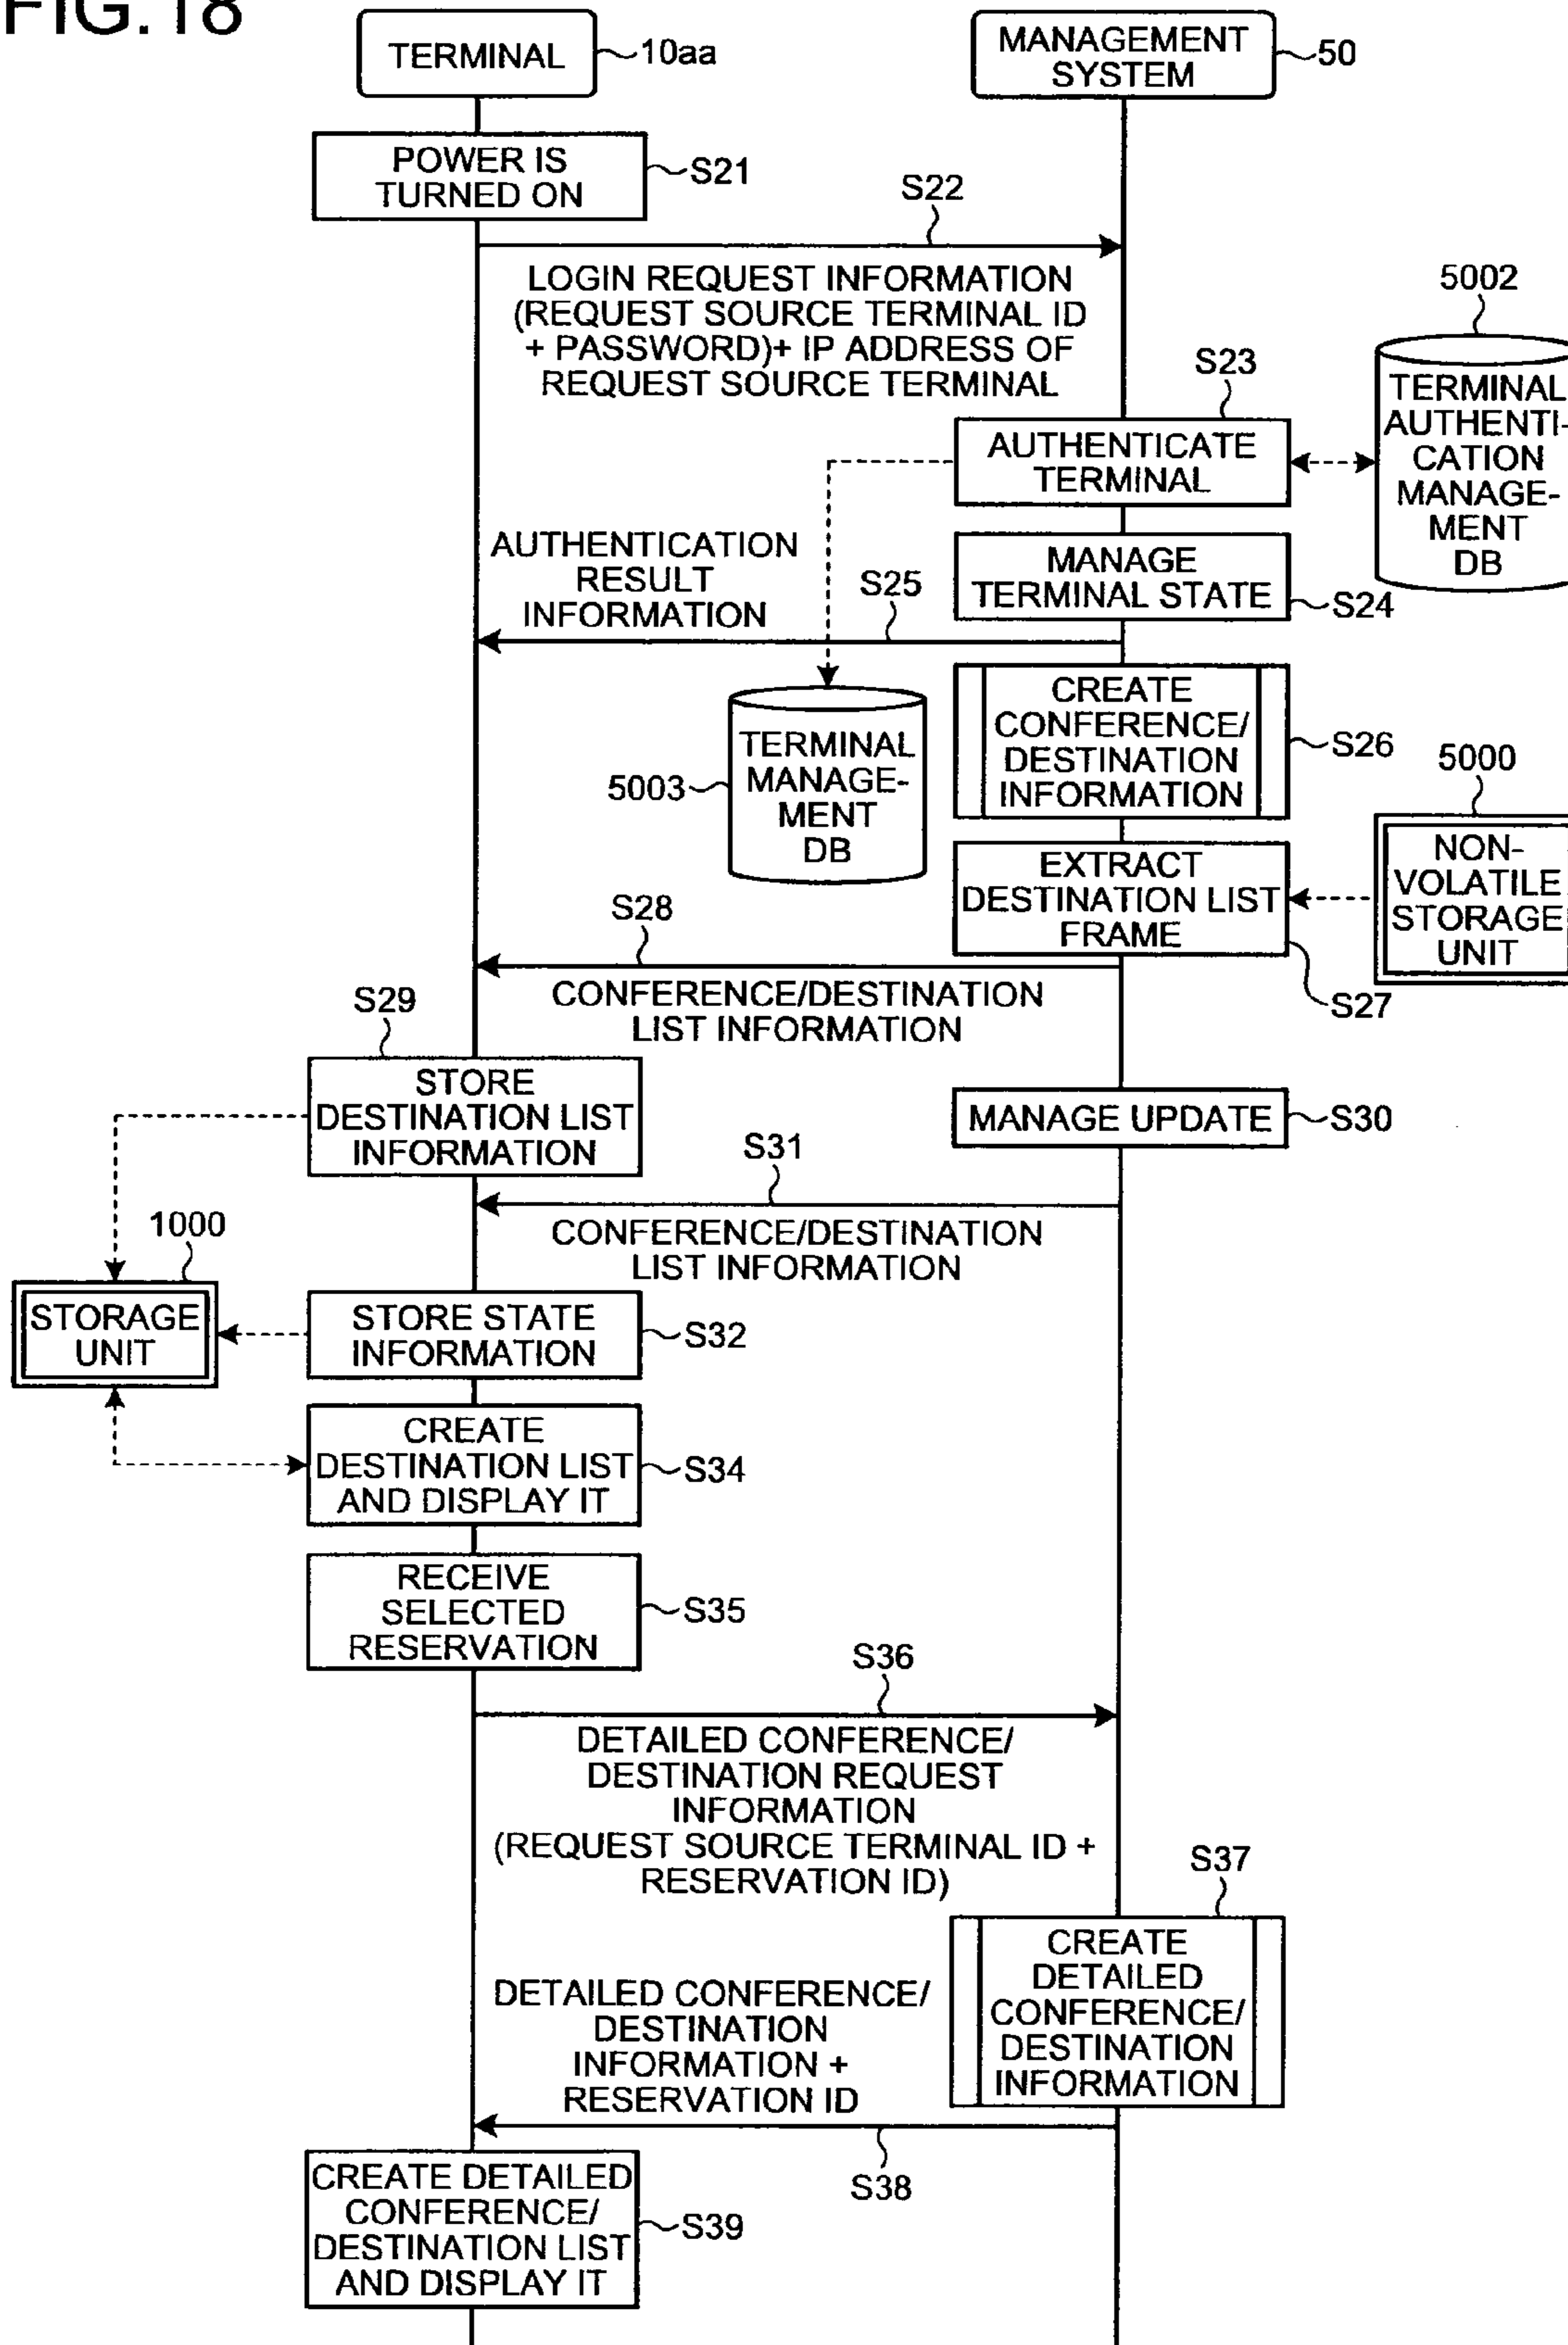 FIG.18
TERMINAL
10aa
MANAGEMENT
SYSTEM
50
POWER IS
TURNED ON
S21
S22
LOGIN REQUEST INFORMATION
(REQUEST SOURCE TERMINAL ID
+ PASSWORD)+ IP ADDRESS OF
REQUEST SOURCE TERMINAL
5002
TERMINAL
AUTHENTI-
CATION
MANAGE-
MENT
DB
S23
AUTHENTICATE
TERMINAL
MANAGE
TERMINAL STATE
S24
AUTHENTICATION
RESULT
INFORMATION
S25
CREATE
CONFERENCE/
DESTINATION
INFORMATION
S26
5003
TERMINAL
MANAGE-
MENT
DB
5000
NON-
VOLATILE
STORAGE
UNIT
EXTRACT
DESTINATION LIST
FRAME
S27
S28
CONFERENCE/DESTINATION
LIST INFORMATION
S29
STORE
DESTINATION LIST
INFORMATION
MANAGE UPDATE
S30
S31
CONFERENCE/DESTINATION
LIST INFORMATION
1000
STORAGE
UNIT
STORE STATE
INFORMATION
S32
CREATE
DESTINATION LIST
AND DISPLAY IT
S34
RECEIVE
SELECTED
RESERVATION
S35
S36
DETAILED CONFERENCE/
DESTINATION REQUEST
INFORMATION
(REQUEST SOURCE TERMINAL ID +
RESERVATION ID)
S37
CREATE
DETAILED
CONFERENCE/
DESTINATION
INFORMATION
DETAILED CONFERENCE/
DESTINATION
INFORMATION +
RESERVATION ID
S38
CREATE DETAILED
CONFERENCE/
DESTINATION LIST
AND DISPLAY IT
S39